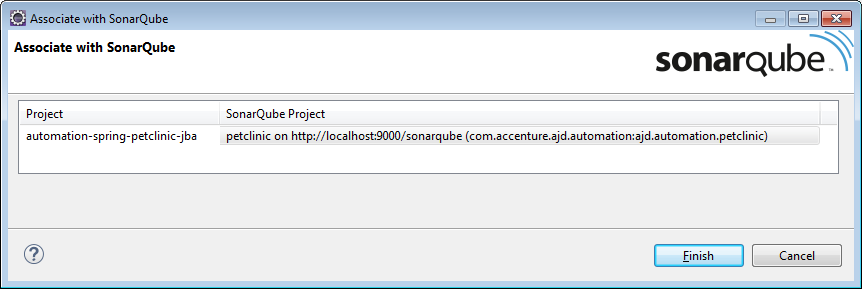 Associate with SonarQube
Associate with SonarQube
sonarqube™
Project SonarQube Project
automation-spring-petclinic-jba petclinic on http://localhost:9000/sonarqube (com.accenture.ajd.automation:ajd.automation.petclinic)
?
Finish Cancel